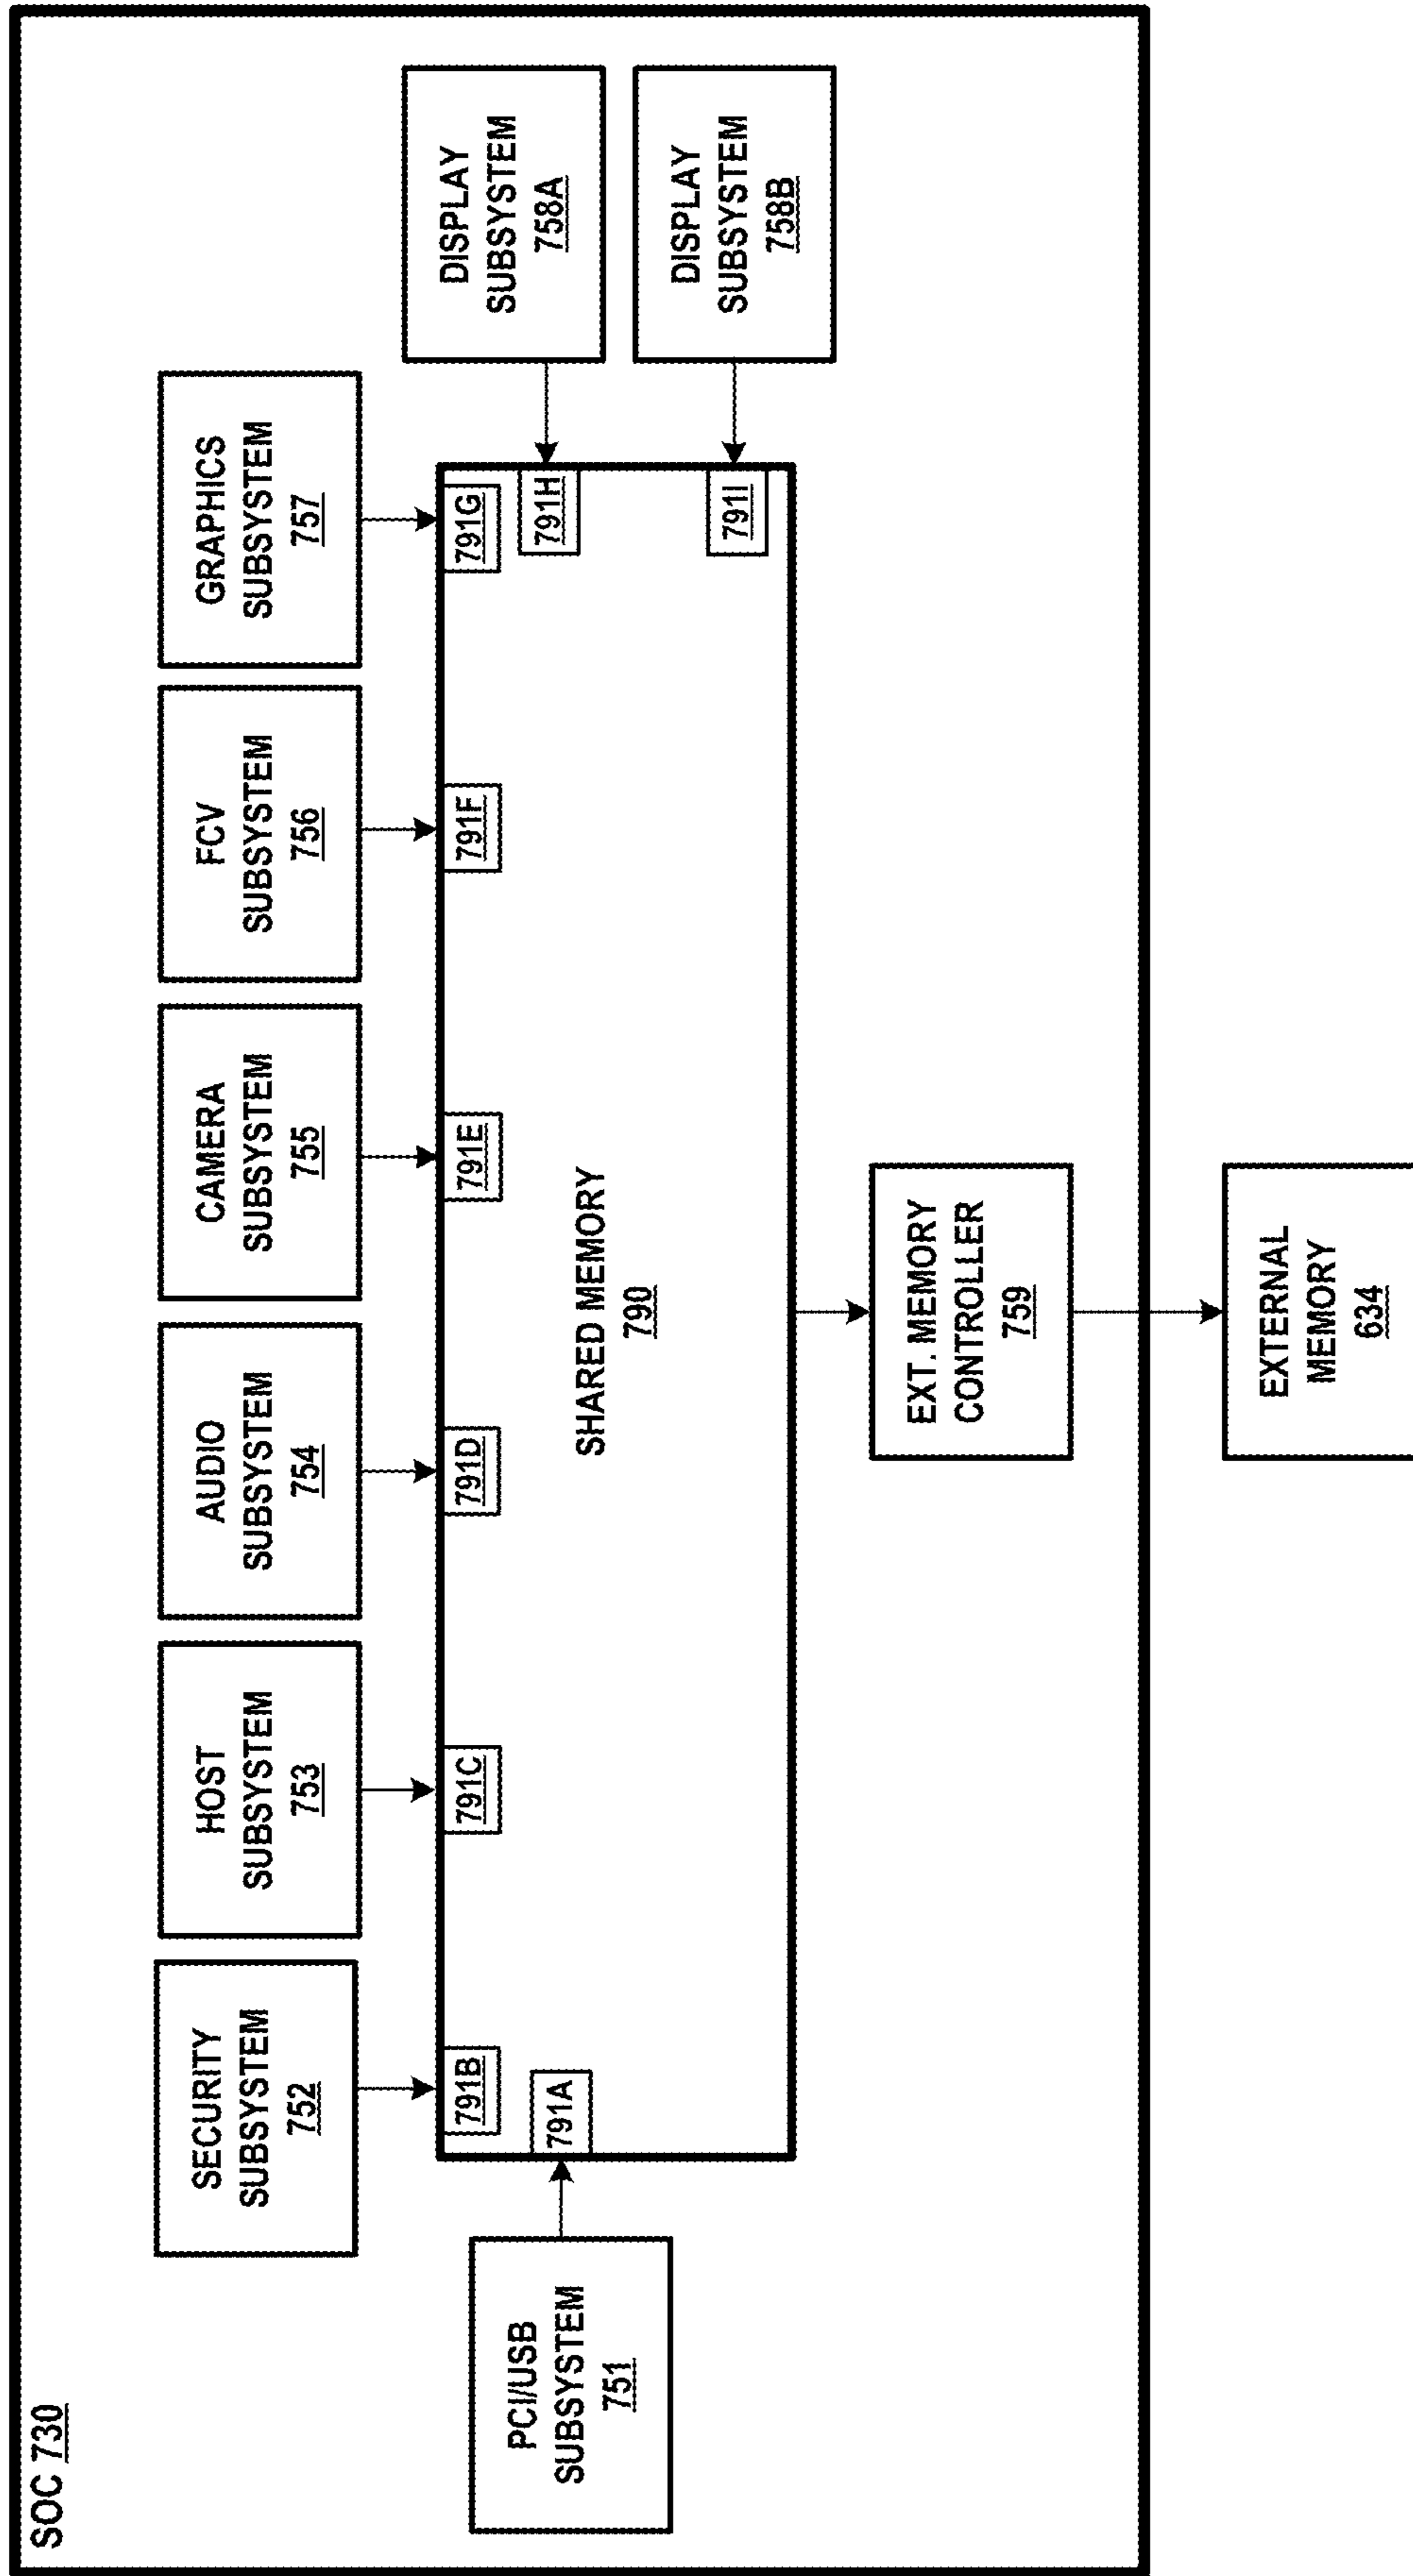 SOC 730
SECURITY
SUBSYSTEM
752
HOST
SUBSYSTEM
753
AUDIO
SUBSYSTEM
754
CAMERA
SUBSYSTEM
755
FCV
SUBSYSTEM
756
GRAPHICS
SUBSYSTEM
757
PCI/USB
SUBSYSTEM
751
791A
791B
791C
791D
791E
791F
791G
791H
791I
SHARED MEMORY
790
DISPLAY
SUBSYSTEM
758A
DISPLAY
SUBSYSTEM
758B
EXT. MEMORY
CONTROLLER
759
EXTERNAL
MEMORY
634